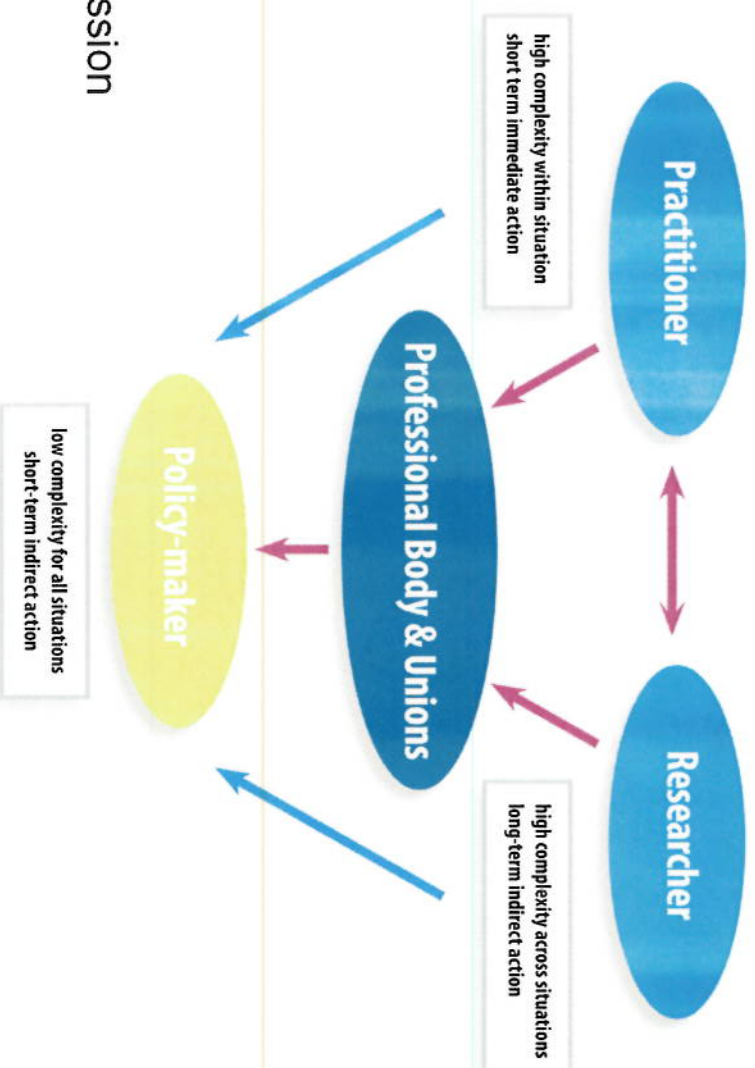 Practitioner
Researcher
high complexity within situation
short term immediate action
high complexity across situations
long-term indirect action
Professional Body & Unions
Policy-maker
low complexity for all situations
short-term indirect action
ssion